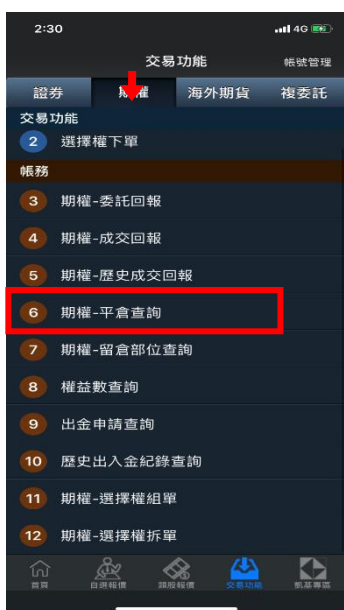 2:30
4G
交易功能
帳號管理
證券
期權
海外期貨
複委託
交易功能
2 選擇權下單
帳務
3 期權-委託回報
4 期權-成交回報
5 期權-歷史成交回報
6 期權-平倉查詢
7 期權-留倉部位查詢
8 權益數查詢
9 出金申請查詢
10 歷史出入金紀錄查詢
11 期權-選擇權組單
12 期權-選擇權拆單
首頁
自選報價
類股報價
交易功能
凱基專區